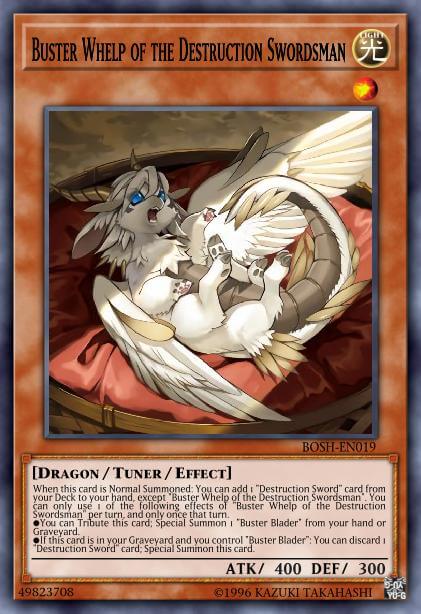 Buster Whelp of the Destruction Swordsman
LIGHT
光
BOSH-EN019
[Dragon / Tuner / Effect]
When this card is Normal Summoned: You can add 1 "Destruction Sword" card from
your Deck to your hand, except "Buster Whelp of the Destruction Swordsman". You
can only use 1 of the following effects of "Buster Whelp of the Destruction
Swordsman" per turn, and only once that turn.
●You can Tribute this card; Special Summon 1 "Buster Blader" from your hand or
Graveyard.
●If this card is in your Graveyard and you control "Buster Blader": You can discard 1
"Destruction Sword" card; Special Summon this card.
ATK/ 400 DEF/ 300
49823708
©1996 KAZUKI TAKAHASHI